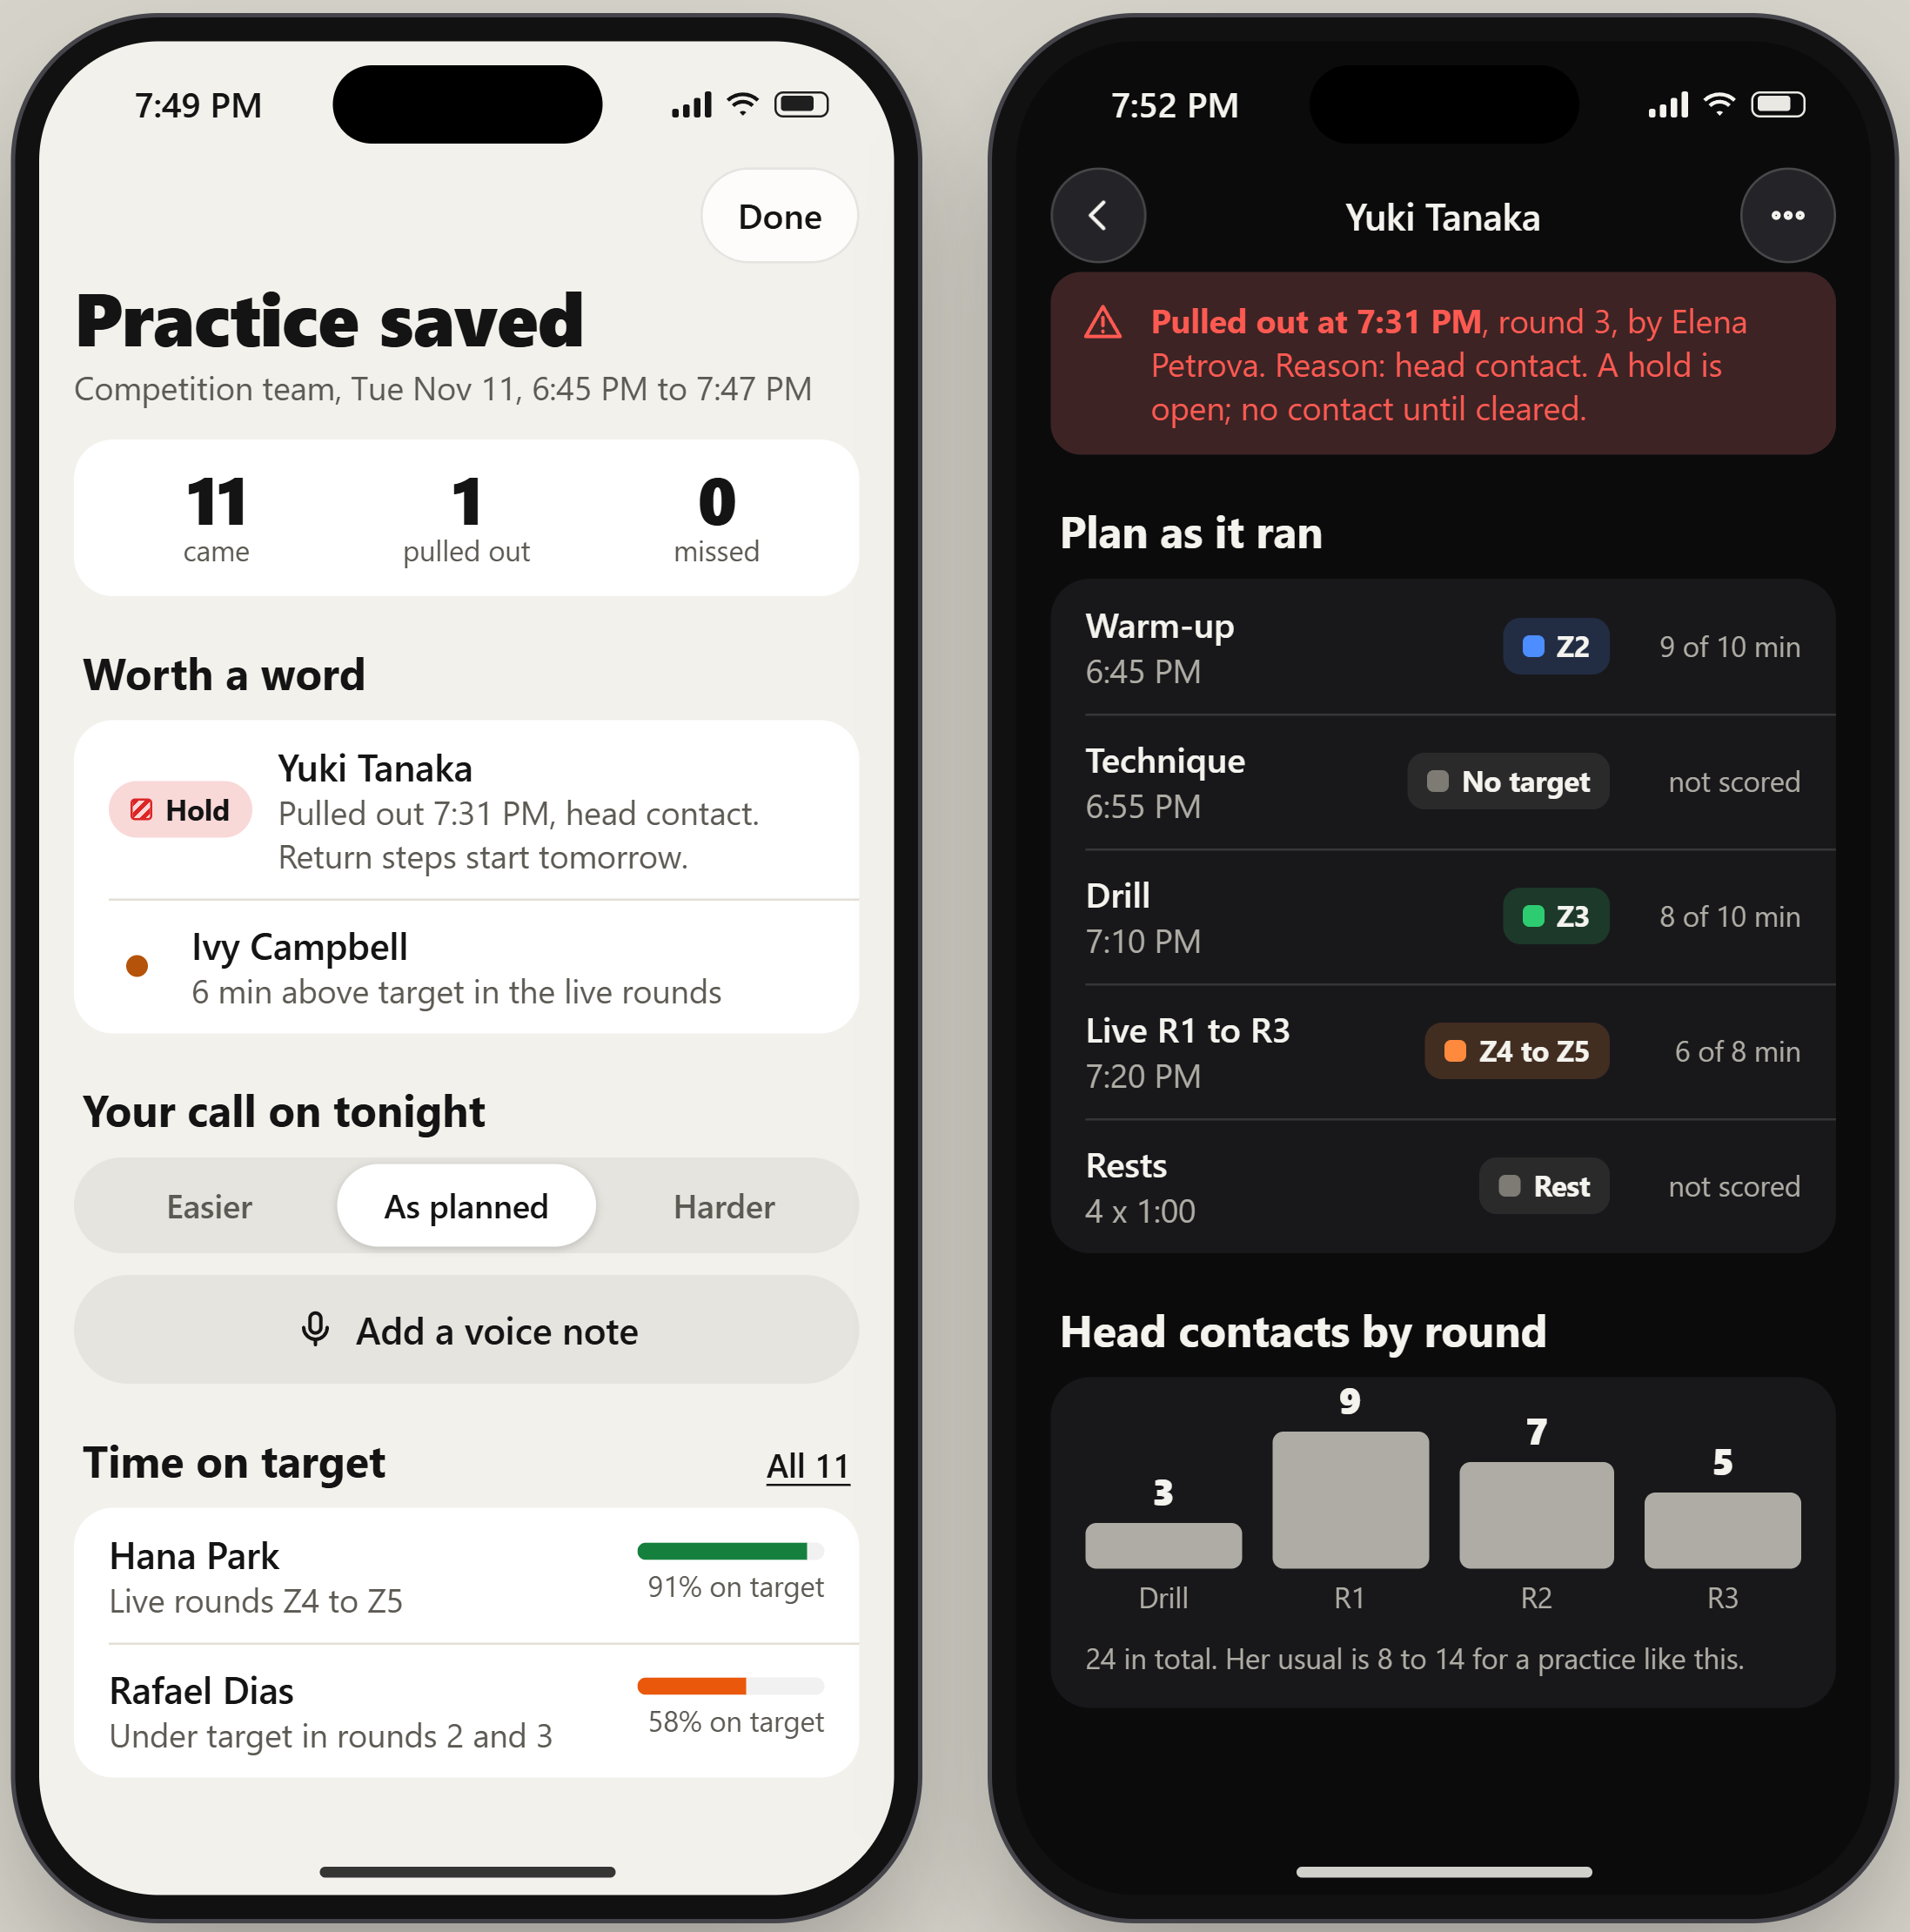 7:49 PM
Done
Practice saved
Competition team, Tue Nov 11, 6:45 PM to 7:47 PM
11
came
1
pulled out
0
missed
Worth a word
Hold
Yuki Tanaka
Pulled out 7:31 PM, head contact.
Return steps start tomorrow.
Ivy Campbell
6 min above target in the live rounds
Your call on tonight
Easier
As planned
Harder
Add a voice note
Time on target
All 11
Hana Park
Live rounds Z4 to Z5
91% on target
Rafael Dias
Under target in rounds 2 and 3
58% on target
7:52 PM
Yuki Tanaka
Pulled out at 7:31 PM, round 3, by Elena
Petrova. Reason: head contact. A hold is
open; no contact until cleared.
Plan as it ran
Warm-up
6:45 PM
Z2
9 of 10 min
Technique
6:55 PM
No target
not scored
Drill
7:10 PM
Z3
8 of 10 min
Live R1 to R3
7:20 PM
Z4 to Z5
6 of 8 min
Rests
4 x 1:00
Rest
not scored
Head contacts by round
3
9
7
5
Drill
R1
R2
R3
24 in total. Her usual is 8 to 14 for a practice like this.